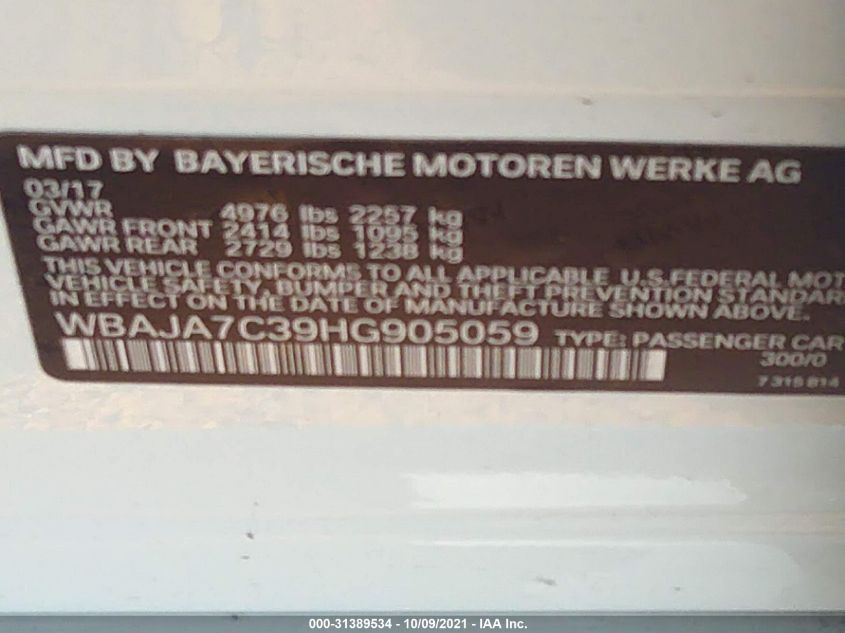 MFD BY BAYERISCHE MOTOREN WERKE AG
03/17
GVWR 4976 lbs 2257 kg
GAWR FRONT 2414 lbs 1095 kg
GAWR REAR 2729 lbs 1238 kg
THIS VEHICLE CONFORMS TO ALL APPLICABLE U.S.FEDERAL MOT
VEHICLE SAFETY, BUMPER AND THEFT PREVENTION STANDAR
IN EFFECT ON THE DATE OF MANUFACTURE SHOWN ABOVE.
WBAJA7C39HG905059 TYPE: PASSENGER CAR
300/0
7 315 814
000-31389534 - 10/09/2021 - IAA Inc.